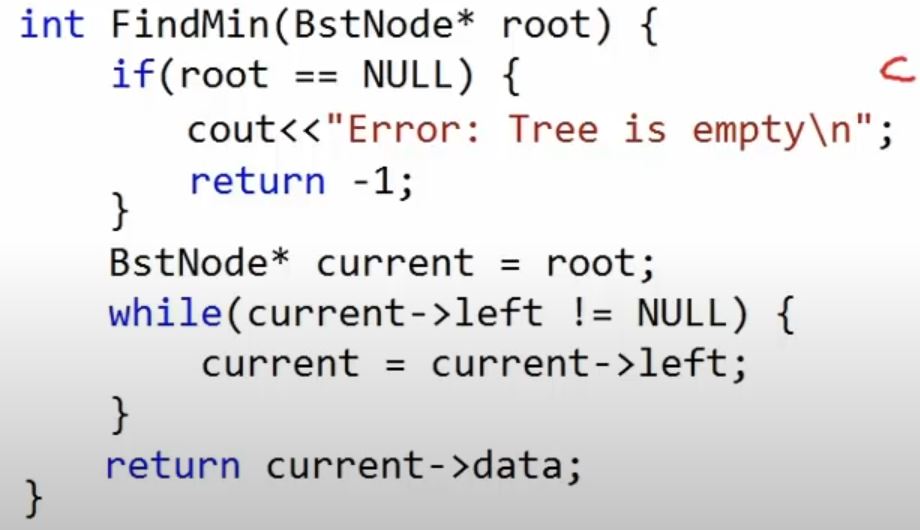 int FindMin(BstNode* root) {
if(root == NULL) {
cout<<"Error: Tree is empty\n";
return -1;
}
BstNode* current = root;
while(current->left != NULL) {
current = current->left;
}
return current->data;
}